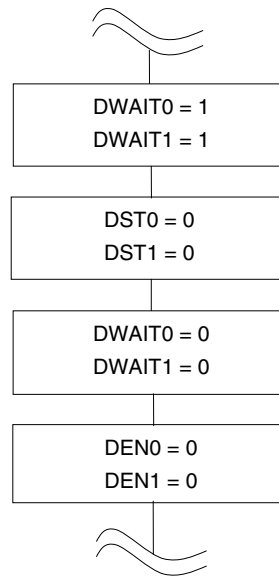 DWAIT0 = 1
DWAIT1 = 1
DST0 = 0
DST1 = 0
DWAIT0 = 0
DWAIT1 = 0
DEN0 = 0
DEN1 = 0